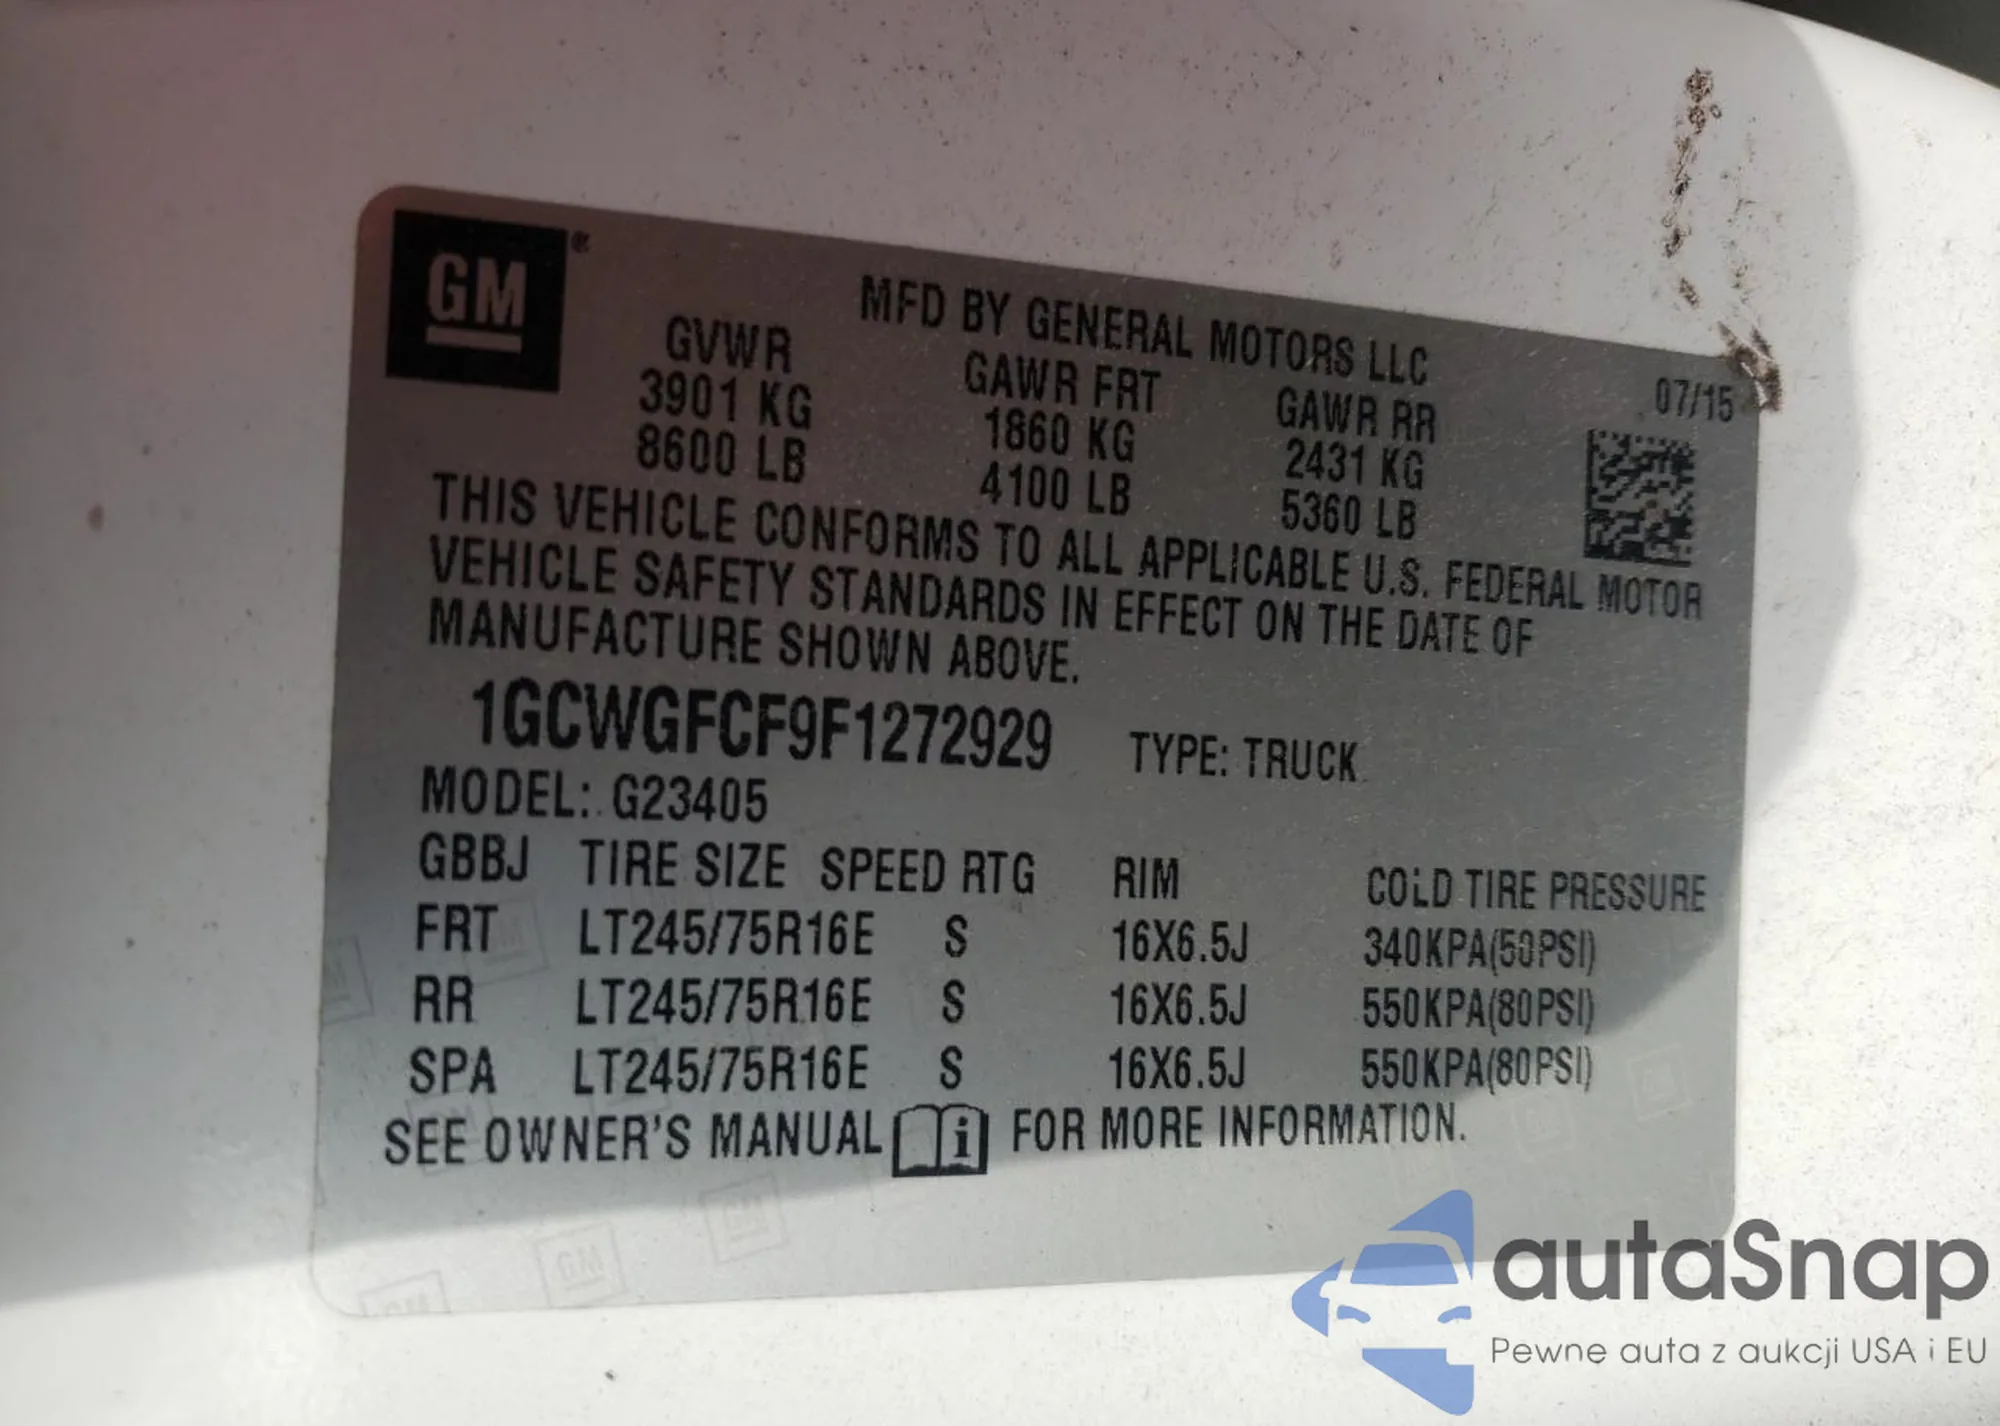 GM®
MFD BY GENERAL MOTORS LLC
GVWR GAWR FRT GAWR RR 07/15
3901 KG 1860 KG 2431 KG
8600 LB 4100 LB 5360 LB
THIS VEHICLE CONFORMS TO ALL APPLICABLE U.S. FEDERAL MOTOR
VEHICLE SAFETY STANDARDS IN EFFECT ON THE DATE OF
MANUFACTURE SHOWN ABOVE.
1GCWGFCF9F1272929 TYPE: TRUCK
MODEL: G23405
GBBJ TIRE SIZE SPEED RTG RIM COLD TIRE PRESSURE
FRT LT245/75R16E S 16X6.5J 340KPA(50PSI)
RR LT245/75R16E S 16X6.5J 550KPA(80PSI)
SPA LT245/75R16E S 16X6.5J 550KPA(80PSI)
SEE OWNER'S MANUAL i FOR MORE INFORMATION.
GM
GM
GM
autaSnap
Pewne auta z aukcji USA i EU